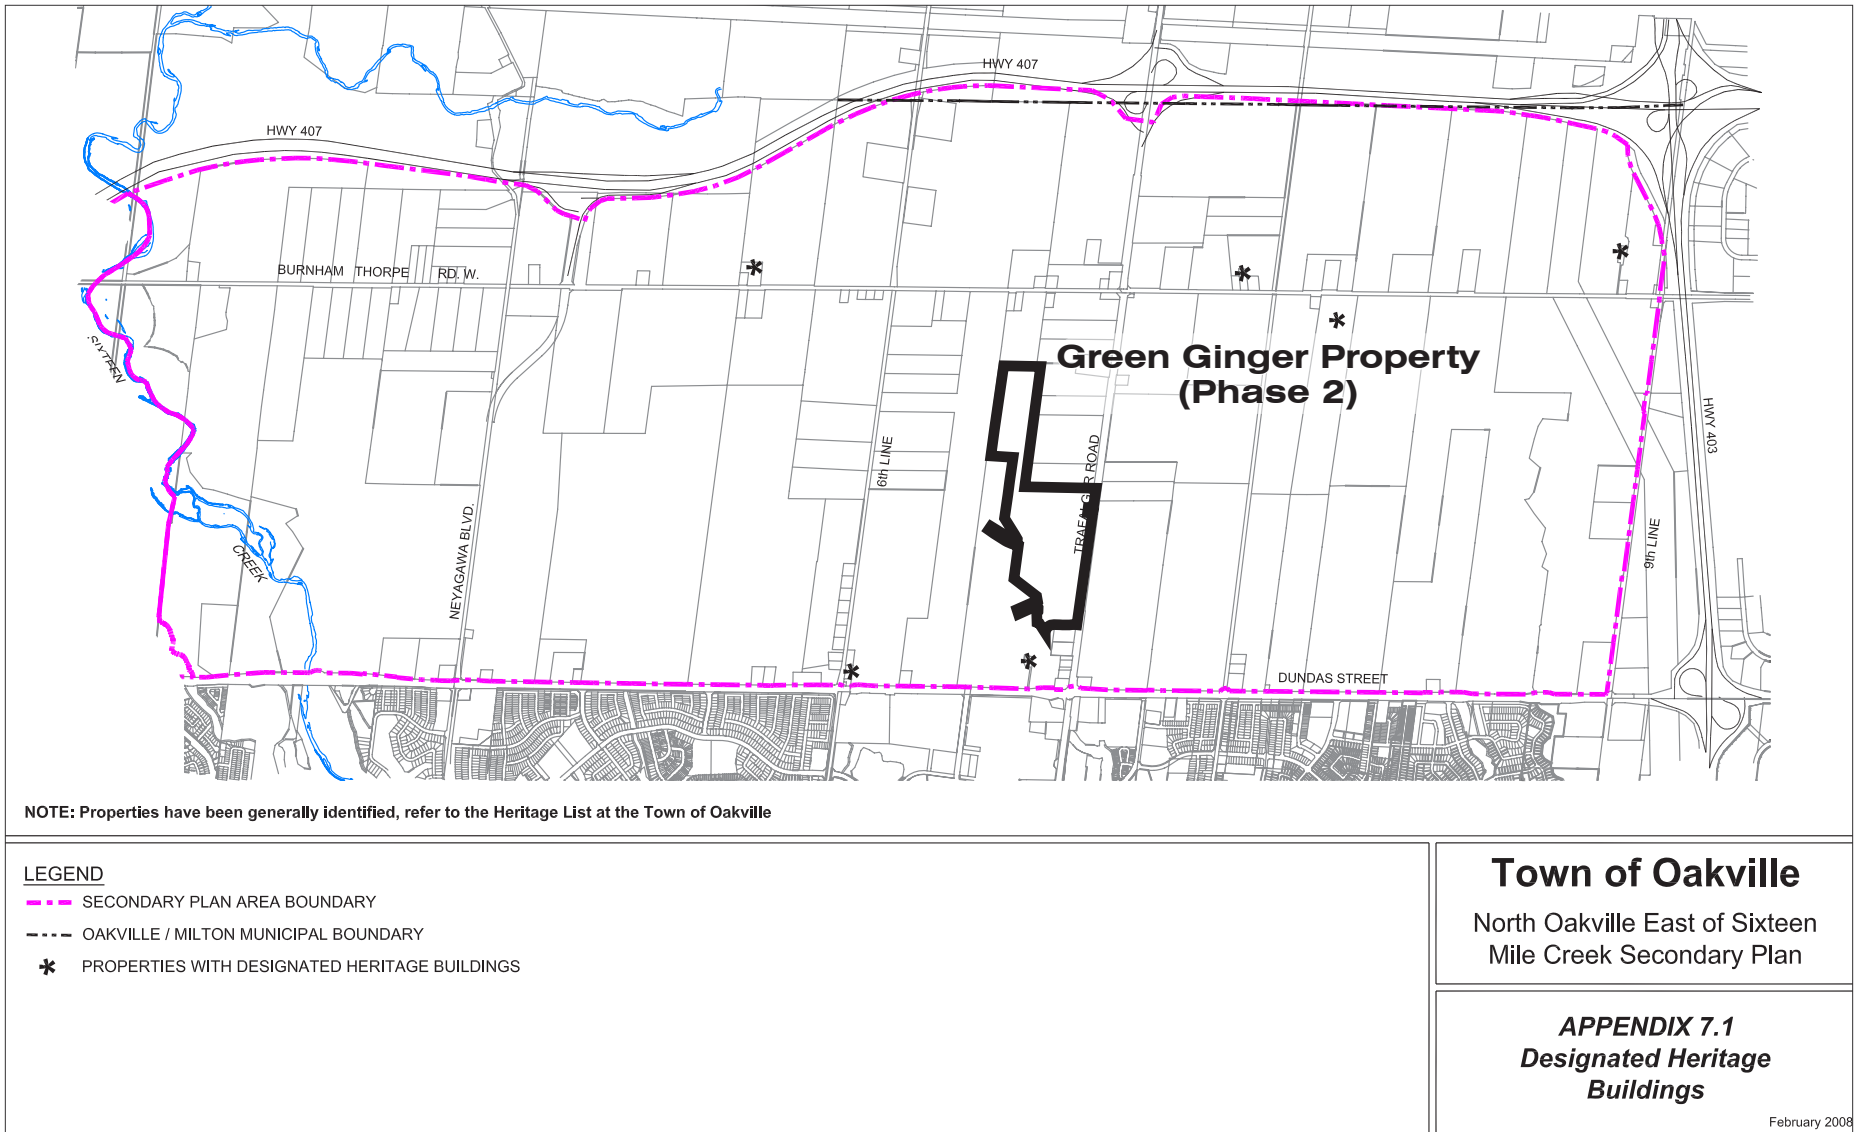 HWY 407
HWY 407
BURNHAM THORPE RD. W.
SIXTEEN
Green Ginger Property
(Phase 2)
HWY 403
6th LINE
TRAFALGAR ROAD
NEYAGAWA BLVD.
9th LINE
CREEK
DUNDAS STREET
NOTE: Properties have been generally identified, refer to the Heritage List at the Town of Oakville
LEGEND
SECONDARY PLAN AREA BOUNDARY
OAKVILLE / MILTON MUNICIPAL BOUNDARY
PROPERTIES WITH DESIGNATED HERITAGE BUILDINGS
Town of Oakville
North Oakville East of Sixteen
Mile Creek Secondary Plan
APPENDIX 7.1
Designated Heritage
Buildings
February 2008